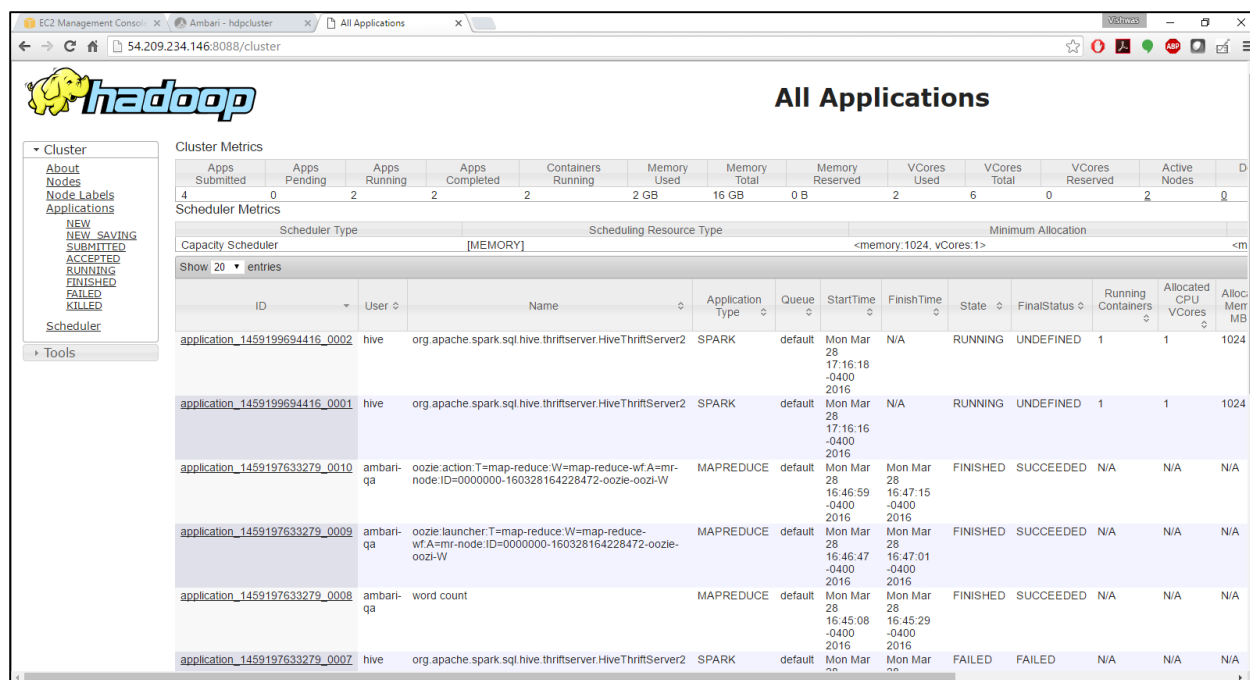 EC2 Management Consol
Ambari - hdpcluster
All Applications
Vishwas
54.209.234.146:8088/cluster
ABP
hadoop
All Applications
Cluster
About
Nodes
Node Labels
Applications
NEW
NEW_SAVING
SUBMITTED
ACCEPTED
RUNNING
FINISHED
FAILED
KILLED
Scheduler
Tools
Cluster Metrics
Apps Submitted Apps Pending Apps Running Apps Completed Containers Running Memory Used Memory Total Memory Reserved VCores Used VCores Total VCores Reserved Active Nodes D
4 0 2 2 2 2 GB 16 GB 0 B 2 6 0 2 0
Scheduler Metrics
Scheduler Type Scheduling Resource Type Minimum Allocation
Capacity Scheduler [MEMORY] <memory:1024, vCores:1> <m
Show 20 entries
ID User Name Application Type Queue StartTime FinishTime State FinalStatus Running Containers Allocated CPU VCores Alloca Mem MB
application_1459199694416_0002 hive org.apache.spark.sql.hive.thriftserver.HiveThriftServer2 SPARK default Mon Mar 28 17:16:18 -0400 2016 N/A RUNNING UNDEFINED 1 1 1024
application_1459199694416_0001 hive org.apache.spark.sql.hive.thriftserver.HiveThriftServer2 SPARK default Mon Mar 28 17:16:16 -0400 2016 N/A RUNNING UNDEFINED 1 1 1024
application_1459197633279_0010 ambari-qa oozie:action:T=map-reduce:W=map-reduce-wf:A=mr-node:ID=0000000-160328164228472-oozie-oozi-W MAPREDUCE default Mon Mar 28 16:46:59 -0400 2016 Mon Mar 28 16:47:15 -0400 2016 FINISHED SUCCEEDED N/A N/A N/A
application_1459197633279_0009 ambari-qa oozie:launcher:T=map-reduce:W=map-reduce-wf:A=mr-node:ID=0000000-160328164228472-oozie-oozi-W MAPREDUCE default Mon Mar 28 16:46:47 -0400 2016 Mon Mar 28 16:47:01 -0400 2016 FINISHED SUCCEEDED N/A N/A N/A
application_1459197633279_0008 ambari-qa word count MAPREDUCE default Mon Mar 28 16:45:08 -0400 2016 Mon Mar 28 16:45:29 -0400 2016 FINISHED SUCCEEDED N/A N/A N/A
application_1459197633279_0007 hive org.apache.spark.sql.hive.thriftserver.HiveThriftServer2 SPARK default Mon Mar Mon Mar FAILED FAILED N/A N/A N/A